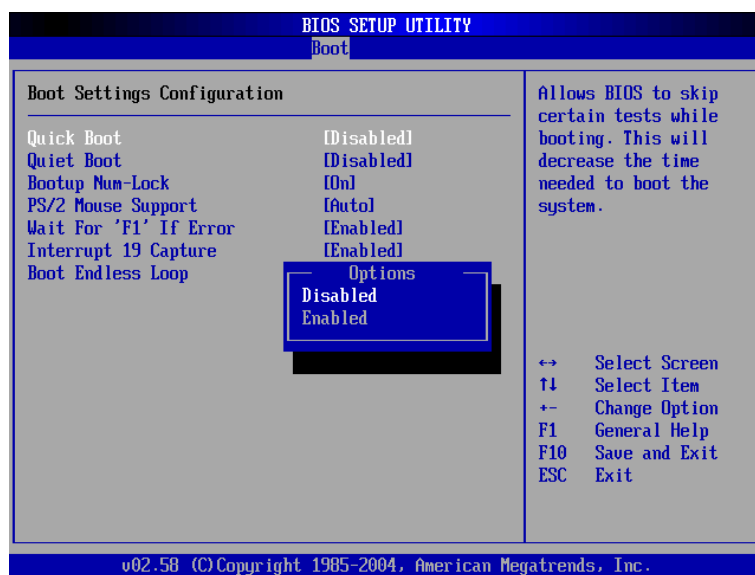 BIOS SETUP UTILITY
Boot
Boot Settings Configuration
Quick Boot [Disabled]
Quiet Boot [Disabled]
Bootup Num-Lock [On]
PS/2 Mouse Support [Auto]
Wait For 'F1' If Error [Enabled]
Interrupt 19 Capture [Enabled]
Boot Endless Loop
Options
Disabled
Enabled
Allows BIOS to skip
certain tests while
booting. This will
decrease the time
needed to boot the
system.
↔ Select Screen
↑↓ Select Item
+- Change Option
F1 General Help
F10 Save and Exit
ESC Exit
v02.58 (C)Copyright 1985-2004, American Megatrends, Inc.